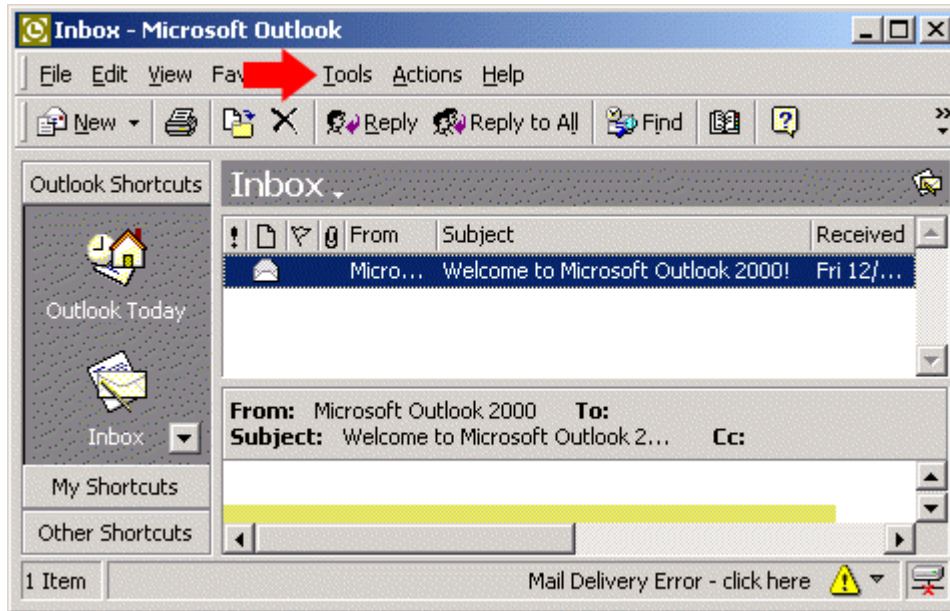 Inbox - Microsoft Outlook
File Edit View Fav Tools Actions Help
New Reply Reply to All Find
Outlook Shortcuts
Inbox
From Subject Received
Micro... Welcome to Microsoft Outlook 2000! Fri 12/...
Outlook Today
Inbox
From: Microsoft Outlook 2000 To:
Subject: Welcome to Microsoft Outlook 2... Cc:
My Shortcuts
Other Shortcuts
1 Item Mail Delivery Error - click here